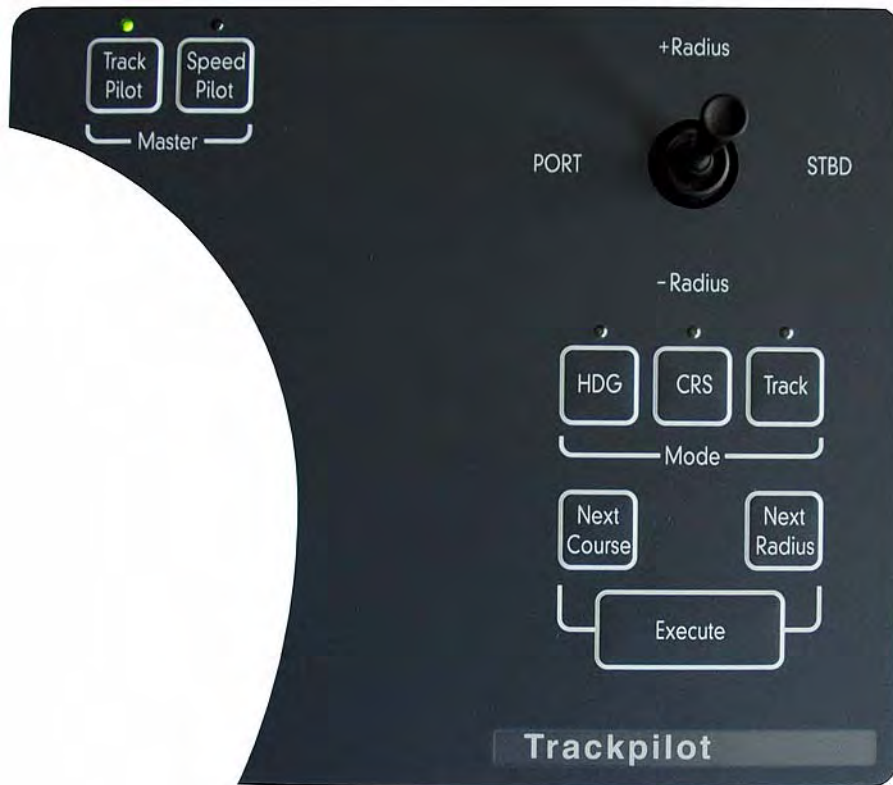 Track
Pilot
Speed
Pilot
Master
+Radius
PORT
STBD
-Radius
HDG
CRS
Track
Mode
Next
Course
Next
Radius
Execute
Trackpilot